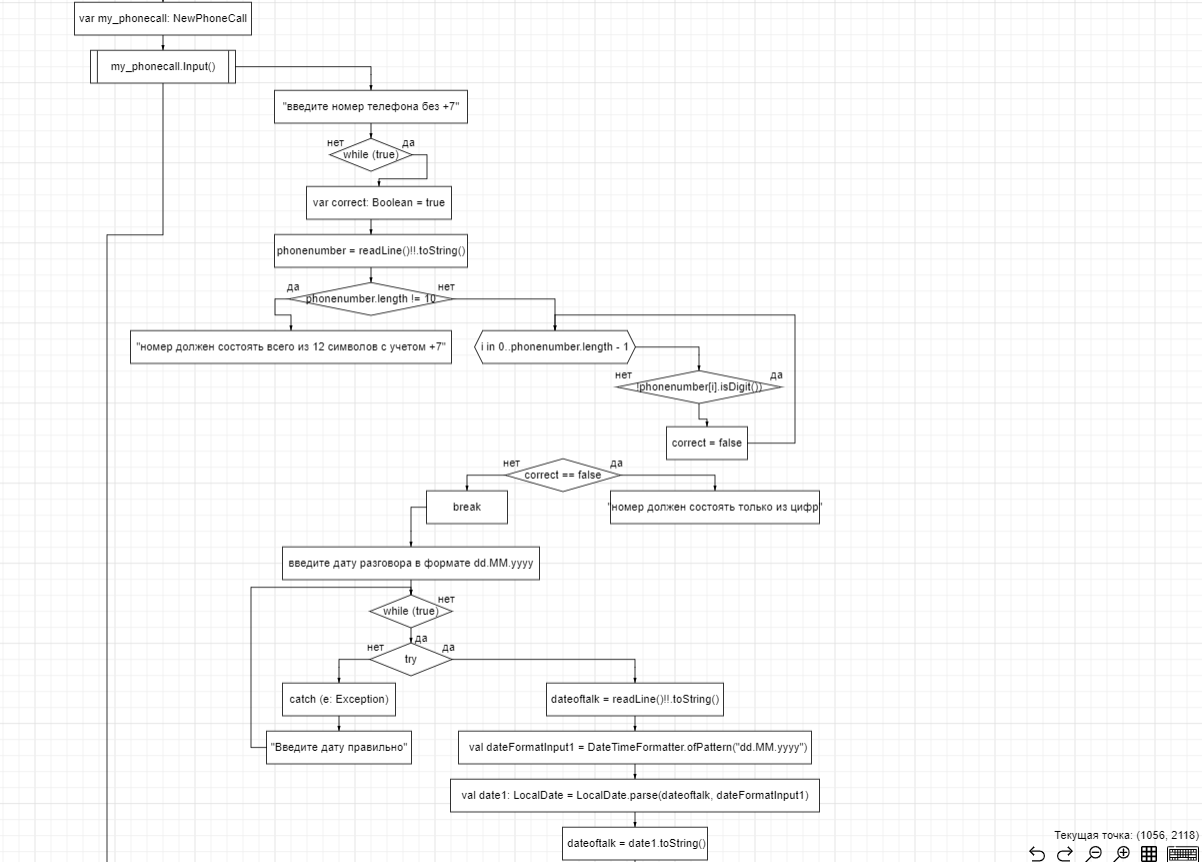 var my_phonecall: NewPhoneCall
my_phonecall.Input()
"введите номер телефона без +7"
нет
да
while (true)
var correct: Boolean = true
phonenumber = readLine()!!.toString()
да
нет
phonenumber.length != 10
"номер должен состоять всего из 12 символов с учетом +7"
i in 0..phonenumber.length - 1
нет
да
!phonenumber[i].isDigit())
correct = false
нет
да
correct == false
break
"номер должен состоять только из цифр"
введите дату разговора в формате dd.MM.yyyy
нет
while (true)
да
нет
да
try
catch (e: Exception)
dateoftalk = readLine()!!.toString()
"Введите дату правильно"
val dateFormatInput1 = DateTimeFormatter.ofPattern("dd.MM.yyyy")
val date1: LocalDate = LocalDate.parse(dateoftalk, dateFormatInput1)
Текущая точка: (1056, 2118)
dateoftalk = date1.toString()